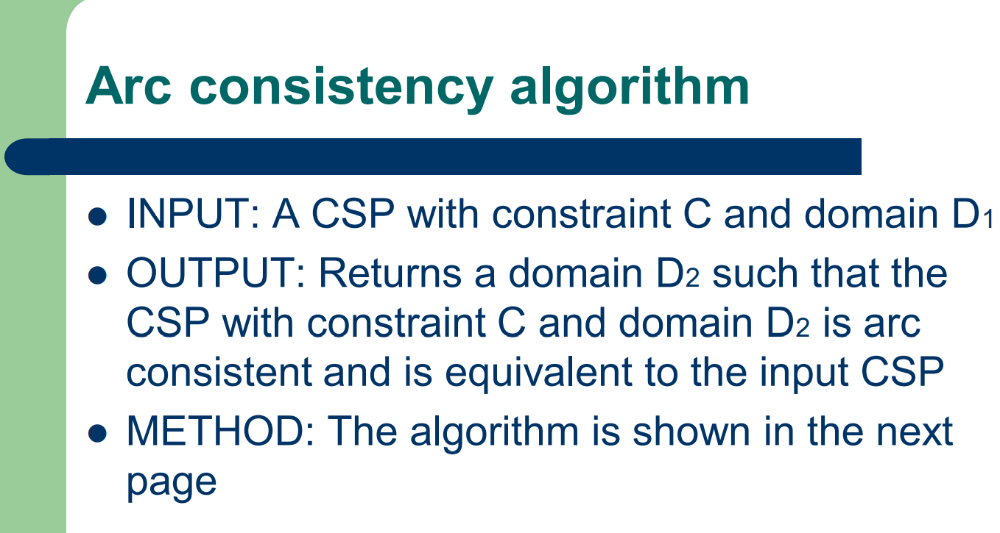 Arc consistency algorithm
● INPUT: A CSP with constraint C and domain D1
● OUTPUT: Returns a domain D2 such that the
CSP with constraint C and domain D2 is arc
consistent and is equivalent to the input CSP
● METHOD: The algorithm is shown in the next
page